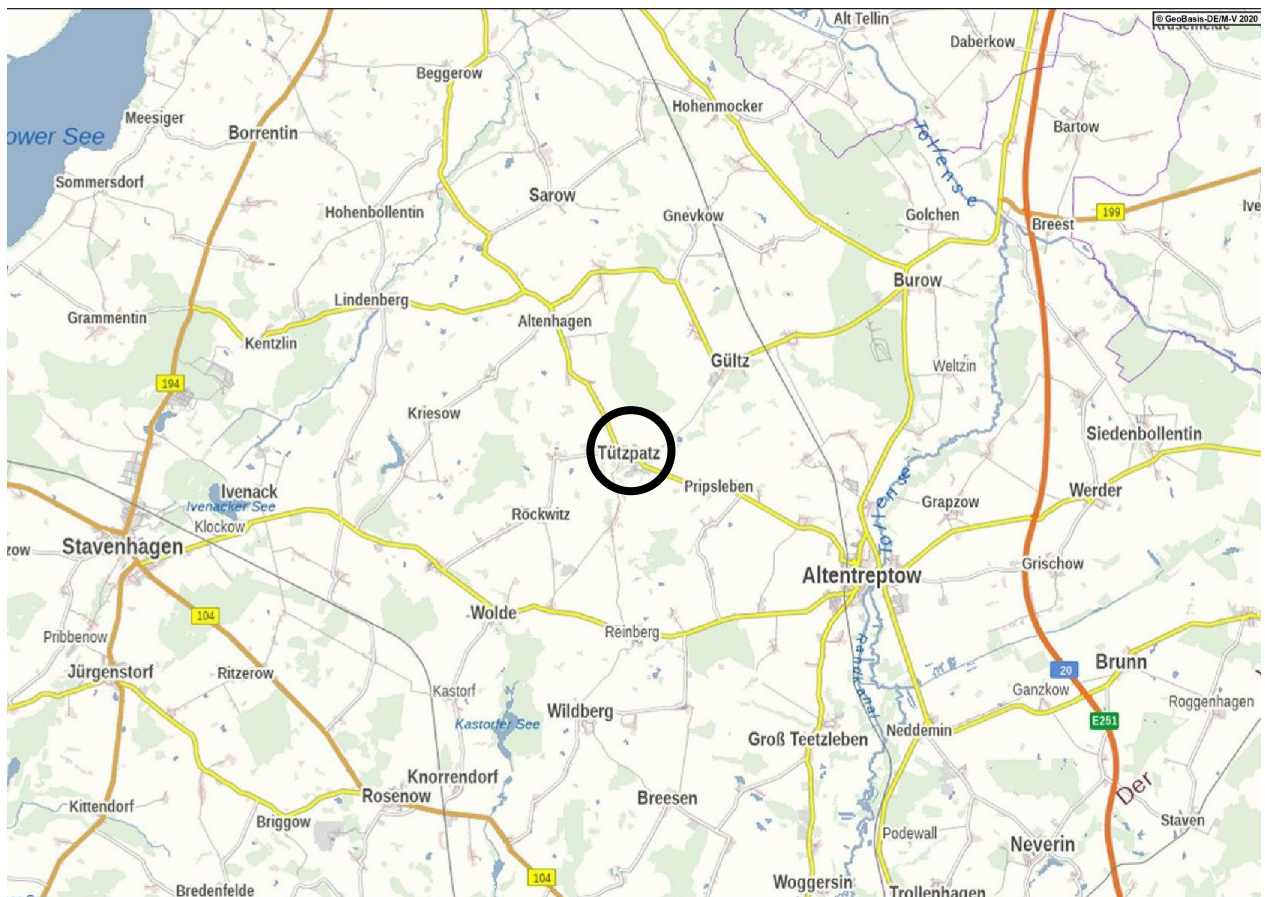 © GeoBasis-DE/M-V 2020
Alt Tellin
Daberkow
Beggerow
Meesiger
Hohenmocker
Borrentin
ower See
Bartow
Tollense
Sommersdorf
Sarow
Hohenbollentin
Gnevkow
Golchen
199
Breest
Burow
Lindenberg
Grammentin
Altenhagen
Kentzlin
Gültz
Weltzin
194
Kriesow
Siedenbollentin
Tützpatz
Pripsleben
Ivenack
Ivenacker See
Werder
Grapzow
Tollense
Röckwitz
Klockow
Stavenhagen
zow
Grischow
Altentreptow
104
Wolde
Reinberg
Pribbenow
Randkanal
Brunn
20
Jürgenstorf
Ritzerow
Kastorf
Ganzkow
Roggenhagen
Wildberg
Kastorfer See
E251
Neddemin
Groß Teetzleben
Knorrendorf
Der
Rosenow
Breesen
Kittendorf
Briggow
Staven
Podewall
Neverin
104
Woggersin
Bredenfelde
Trollenhagen